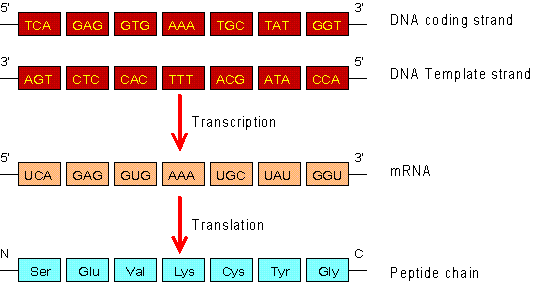 5' 3'
TCA GAG GTG AAA TGC TAT GGT DNA coding strand
3' 5'
AGT CTC CAC TTT ACG ATA CCA DNA Template strand
Transcription
5' 3'
UCA GAG GUG AAA UGC UAU GGU mRNA
Translation
N C
Ser Glu Val Lys Cys Tyr Gly Peptide chain